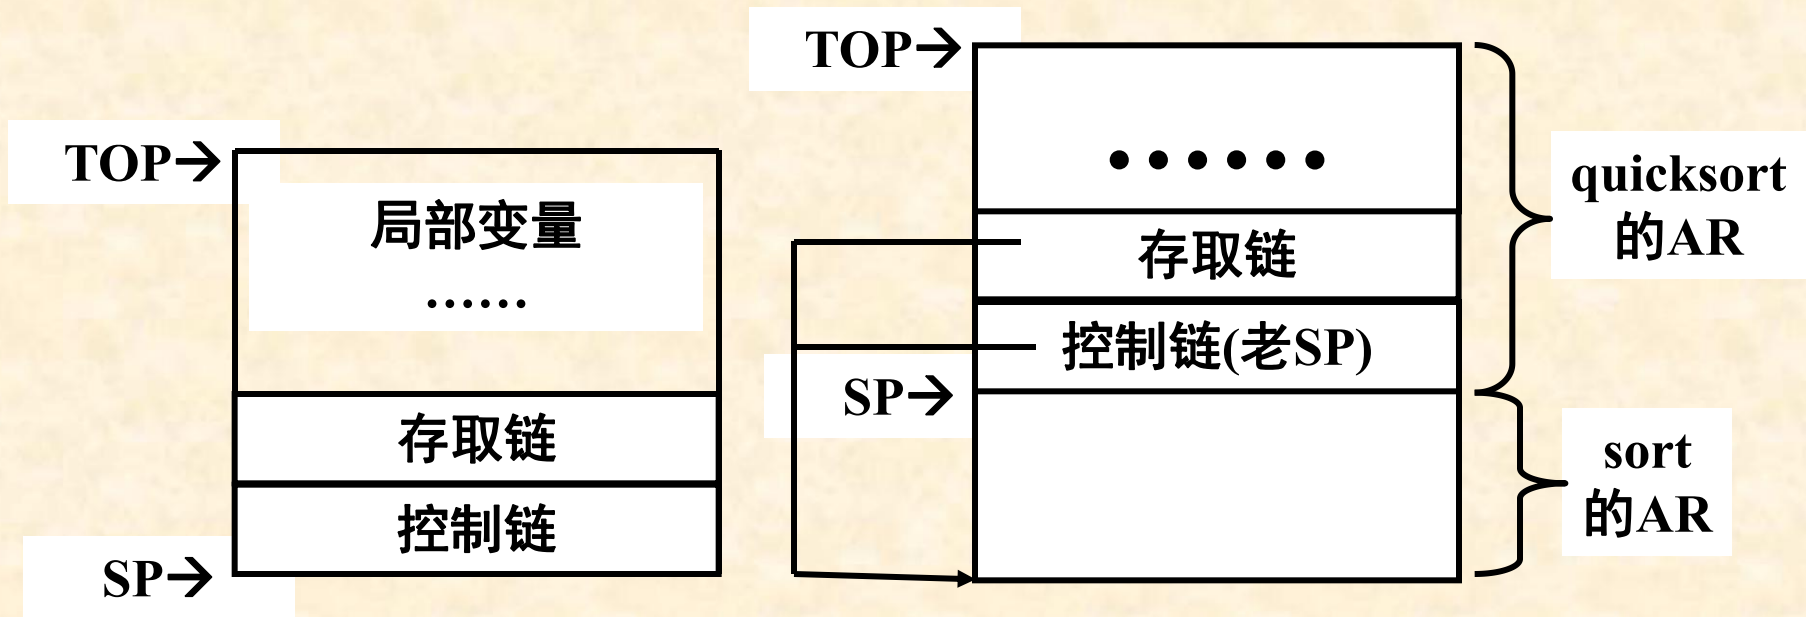 TOP→
局部变量
……
存取链
控制链
SP→
TOP→
••••••
存取链
控制链(老SP)
SP→
quicksort
的AR
sort
的AR